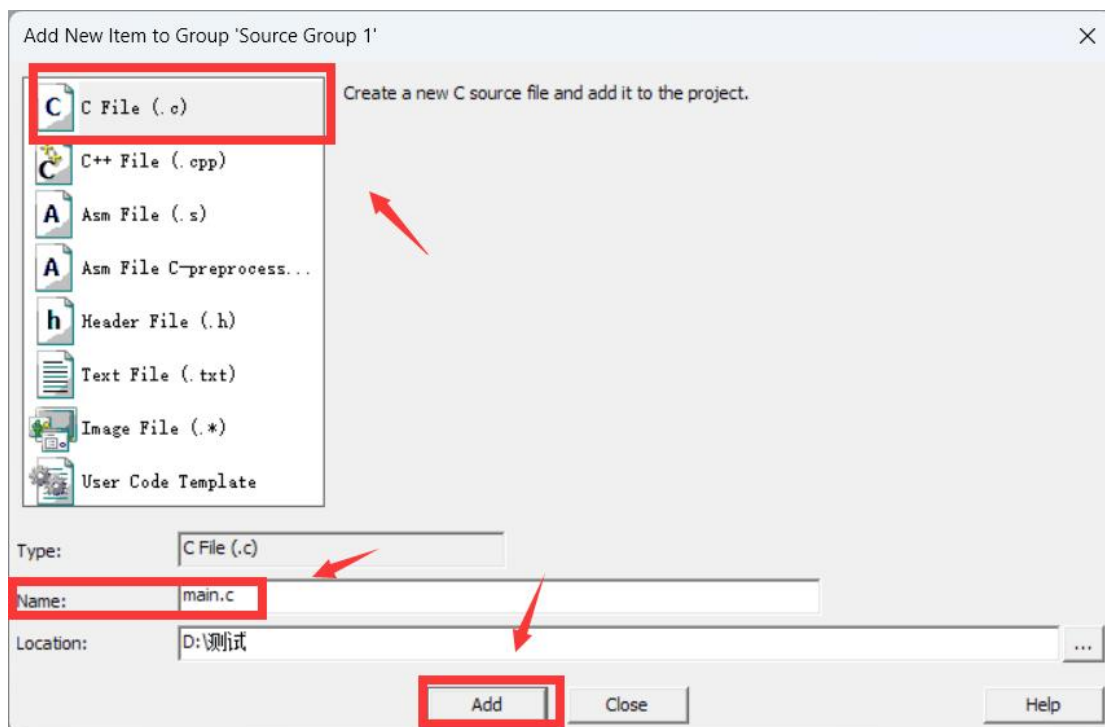 Add New Item to Group 'Source Group 1'
C File (.c)
Create a new C source file and add it to the project.
C++ File (.cpp)
Asm File (.s)
Asm File C-preprocess...
Header File (.h)
Text File (.txt)
Image File (.*)
User Code Template
Type: C File (.c)
Name: main.c
Location: D:\测试 ...
Add Close Help